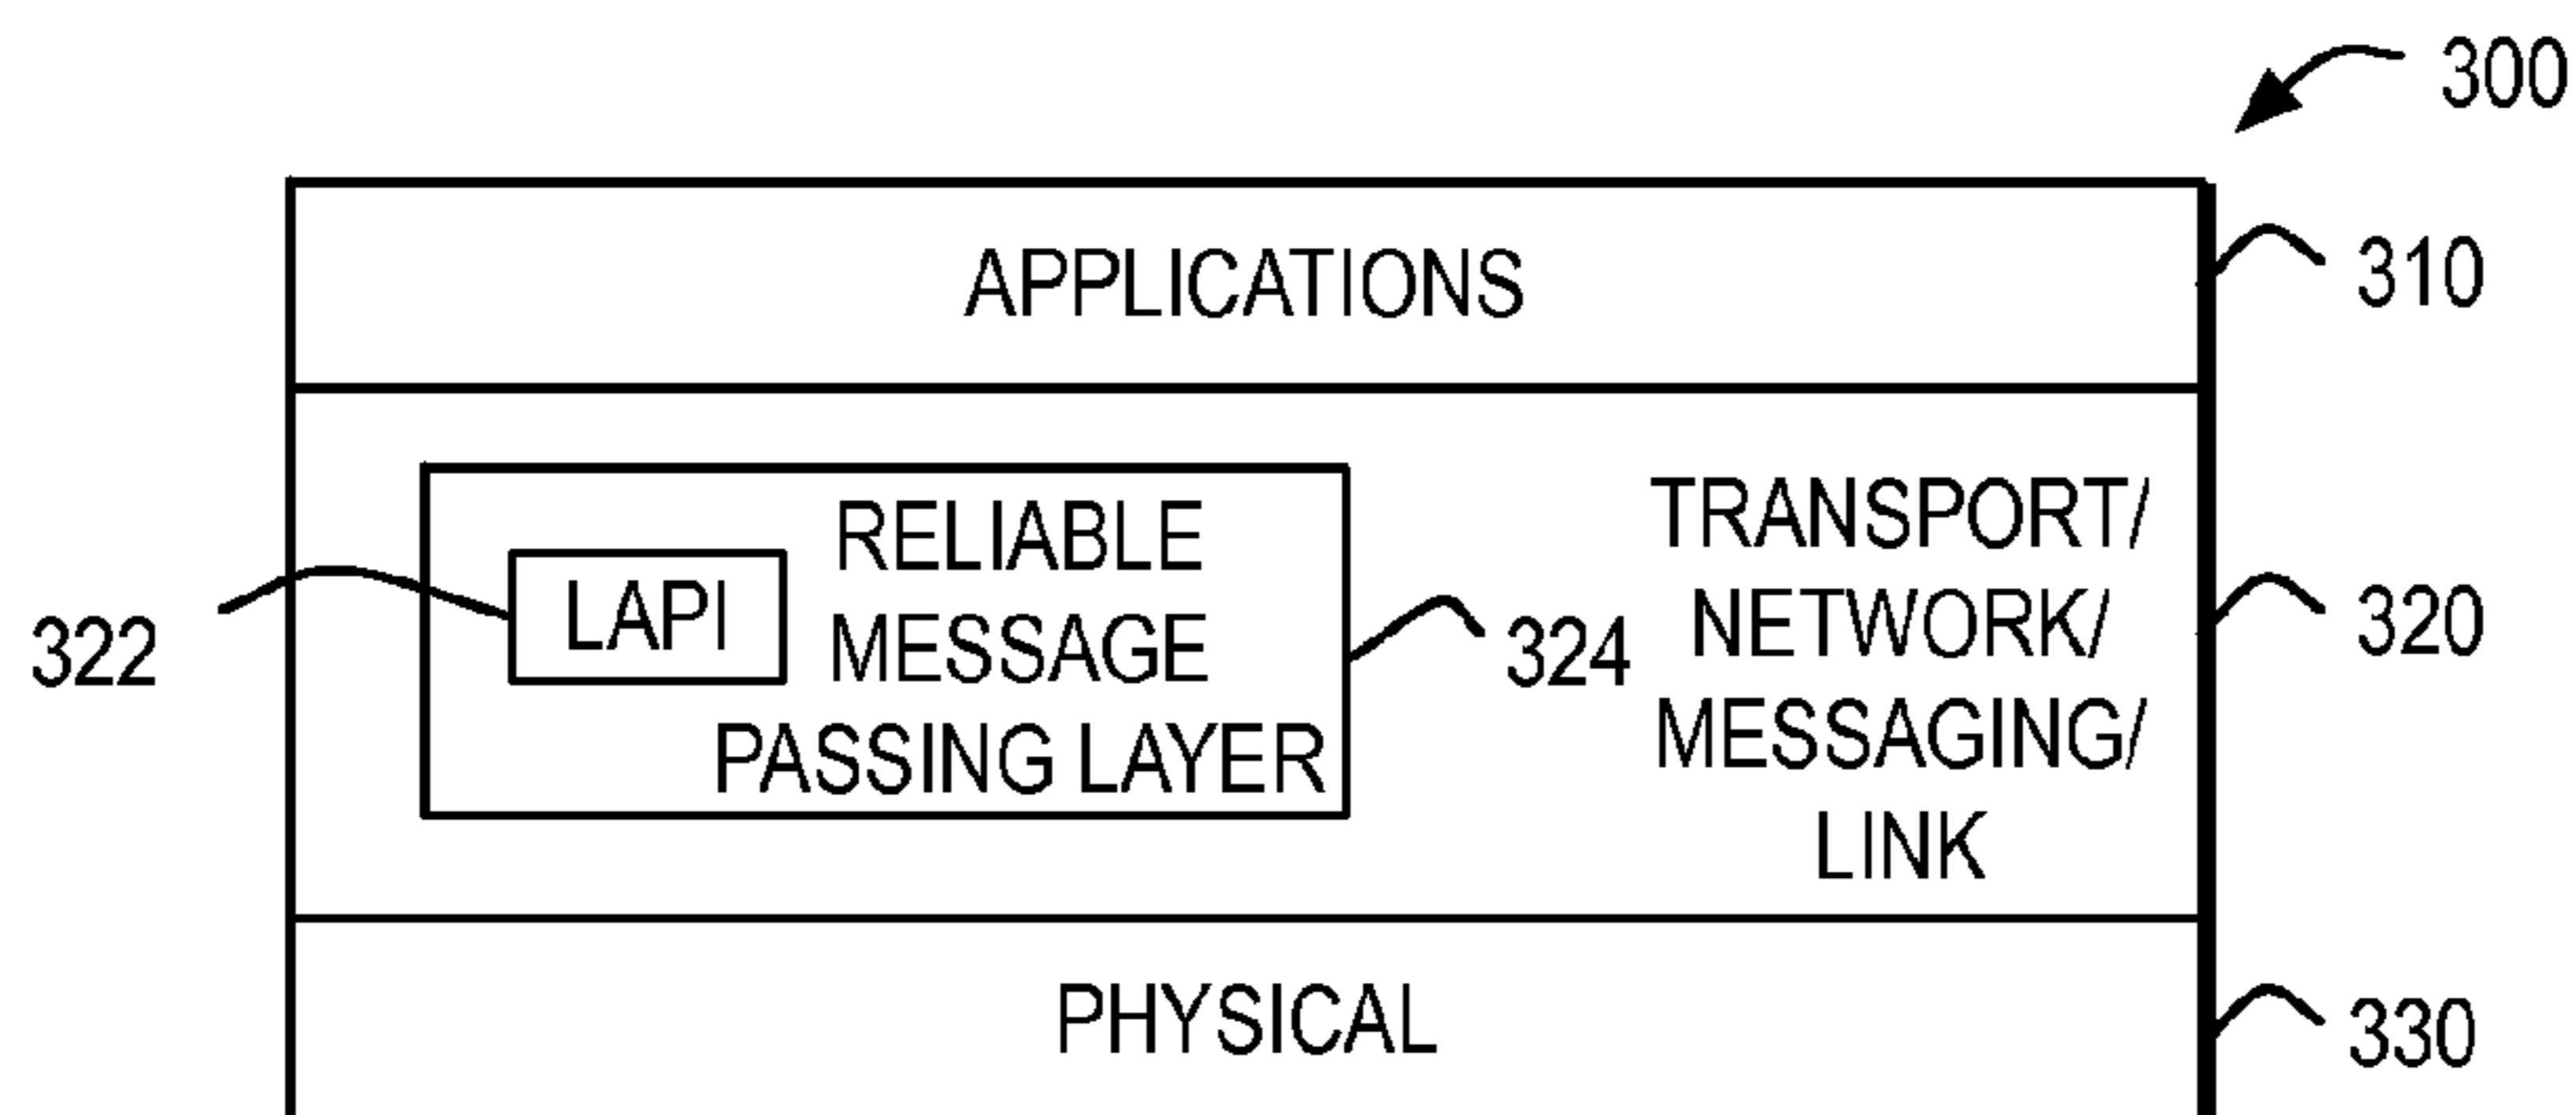 300
APPLICATIONS
310
RELIABLE
MESSAGE
PASSING LAYER
LAPI
322
324
TRANSPORT/
NETWORK/
MESSAGING/
LINK
320
PHYSICAL
330